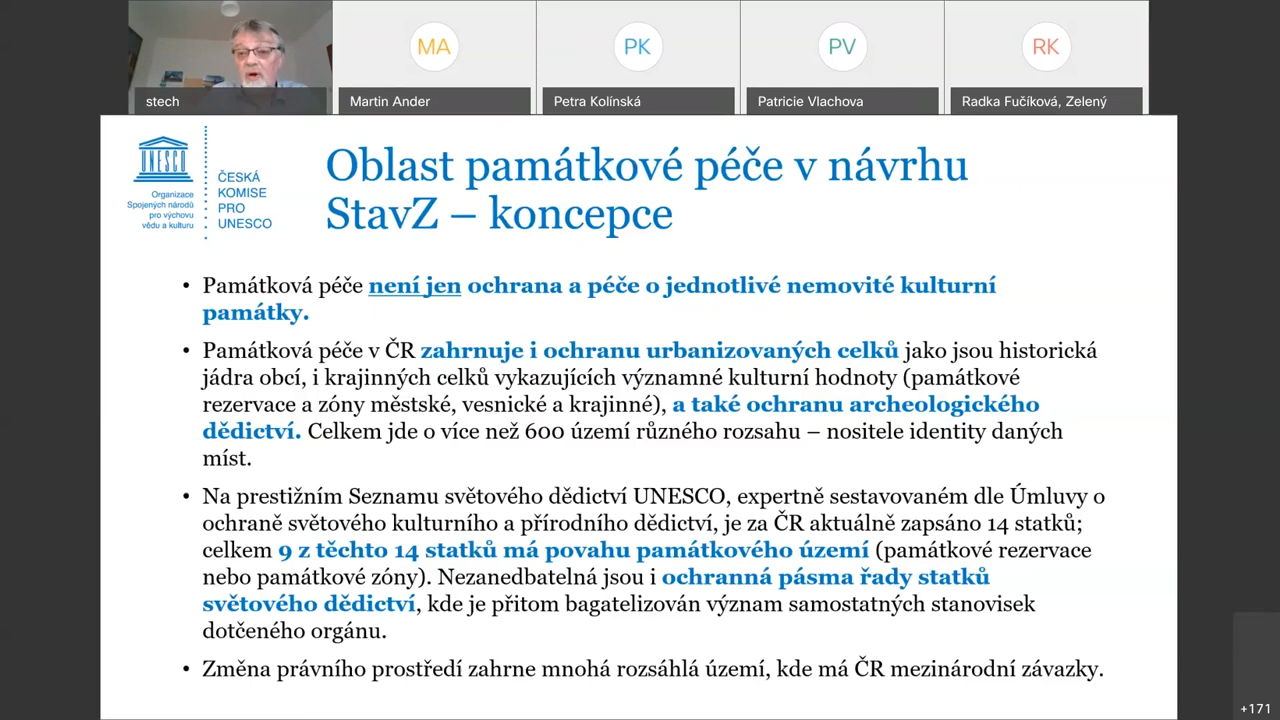 MA
PK
PV
RK
stech
Martin Ander
Petra Kolínská
Patricie Vlachova
Radka Fučíková, Zelený
UNESCO
Organizace
Spojených národů
pro výchovu
vědu a kulturu
ČESKÁ
KOMISE
PRO
UNESCO
Oblast památkové péče v návrhu
StavZ – koncepce
• Památková péče není jen ochrana a péče o jednotlivé nemovité kulturní
památky.
• Památková péče v ČR zahrnuje i ochranu urbanizovaných celků jako jsou historická
jádra obcí, i krajinných celků vykazujících významné kulturní hodnoty (památkové
rezervace a zóny městské, vesnické a krajinné), a také ochranu archeologického
dědictví. Celkem jde o více než 600 území různého rozsahu – nositele identity daných
míst.
• Na prestižním Seznamu světového dědictví UNESCO, expertně sestavovaném dle Úmluvy o
ochraně světového kulturního a přírodního dědictví, je za ČR aktuálně zapsáno 14 statků;
celkem 9 z těchto 14 statků má povahu památkového území (památkové rezervace
nebo památkové zóny). Nezanedbatelná jsou i ochranná pásma řady statků
světového dědictví, kde je přitom bagatelizován význam samostatných stanovisek
dotčeného orgánu.
• Změna právního prostředí zahrne mnohá rozsáhlá území, kde má ČR mezinárodní závazky.
+171